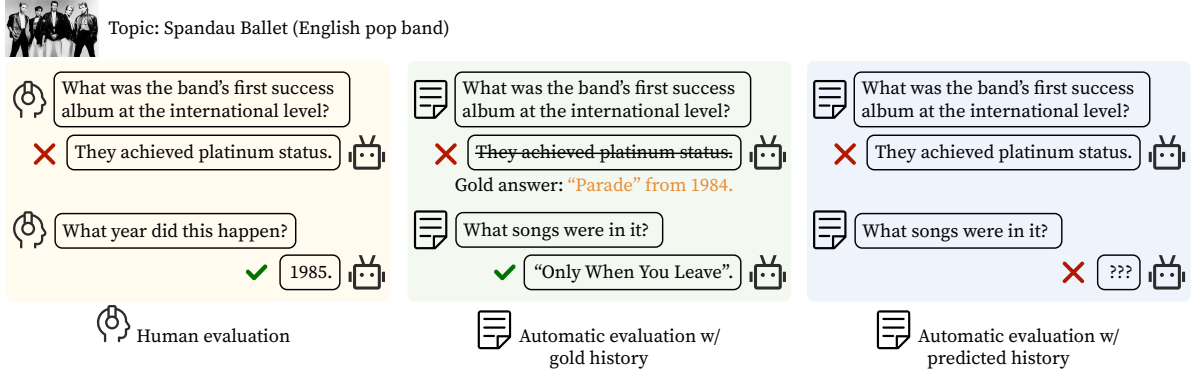 Topic: Spandau Ballet (English pop band)
What was the band's first success
album at the international level?
They achieved platinum status.
What year did this happen?
1985.
Human evaluation
What was the band's first success
album at the international level?
They achieved platinum status.
Gold answer: "Parade" from 1984.
What songs were in it?
"Only When You Leave".
Automatic evaluation w/
gold history
What was the band's first success
album at the international level?
They achieved platinum status.
What songs were in it?
???
Automatic evaluation w/
predicted history